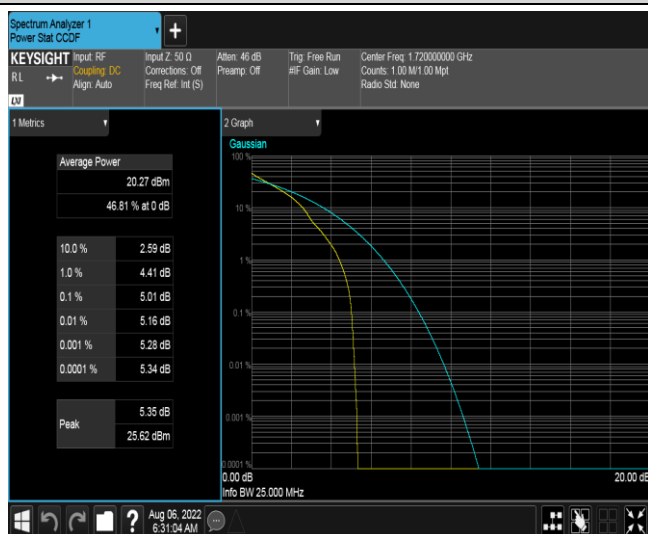 Spectrum Analyzer 1
Power Stat CCDF
+
KEYSIGHT
RL
LXI
Input: RF
Coupling: DC
Align: Auto
Input Z: 50 Ω
Corrections: Off
Freq Ref: Int (S)
Atten: 46 dB
Preamp: Off
Trig: Free Run
#IF Gain: Low
Center Freq: 1.720000000 GHz
Counts: 1.00 M/1.00 Mpt
Radio Std: None
1 Metrics
Average Power
20.27 dBm
46.81 % at 0 dB
10.0 % 2.59 dB
1.0 % 4.41 dB
0.1 % 5.01 dB
0.01 % 5.16 dB
0.001 % 5.28 dB
0.0001 % 5.34 dB
Peak
5.35 dB
25.62 dBm
2 Graph
Gaussian
100 %
10 %
1 %
0.1 %
0.01 %
0.001 %
0.0001 %
0.00 dB
20.00 dB
Info BW 25.000 MHz
?
Aug 06, 2022
6:31:04 AM